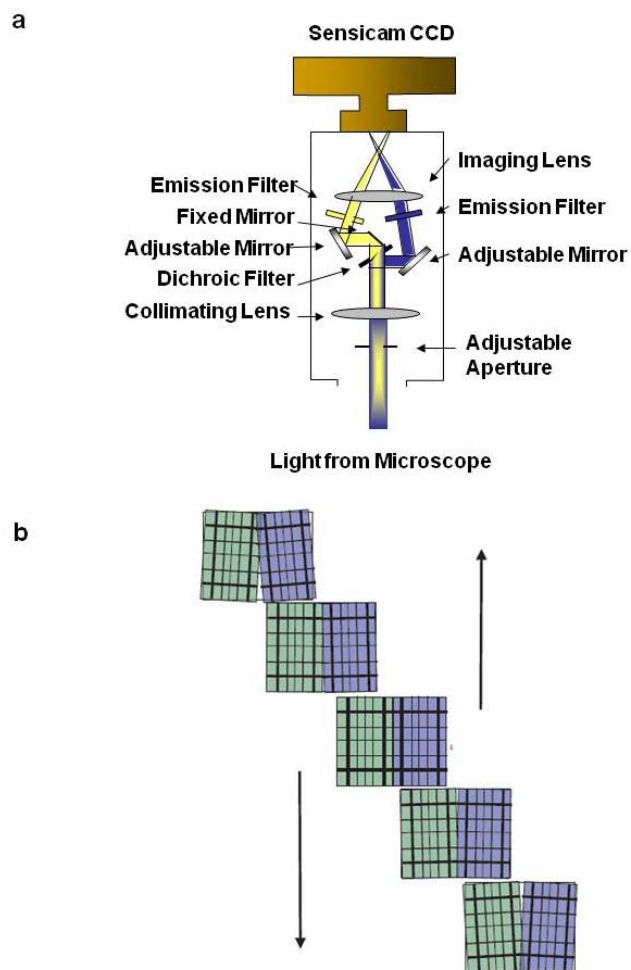 a
Sensicam CCD
Imaging Lens
Emission Filter
Emission Filter
Fixed Mirror
Adjustable Mirror
Adjustable Mirror
Dichroic Filter
Collimating Lens
Adjustable
Aperture
Light from Microscope
b